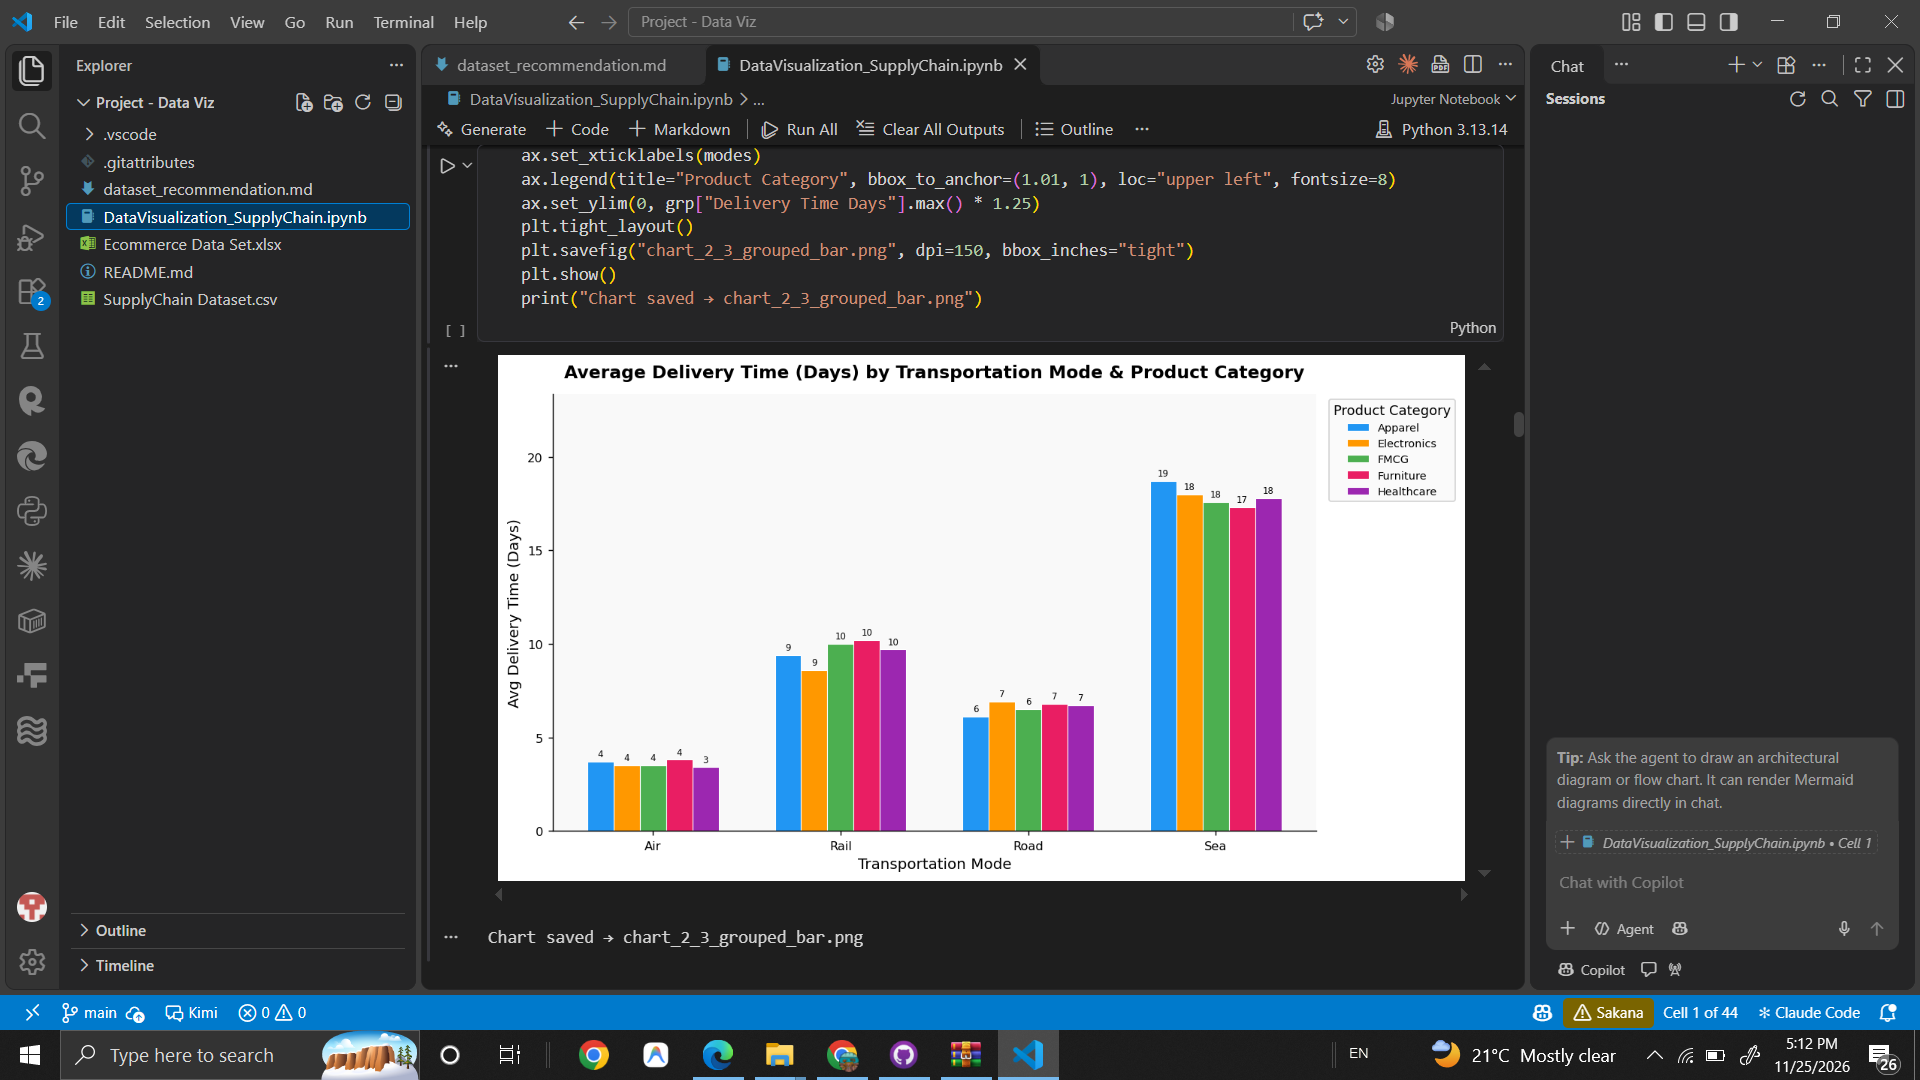 File Edit Selection View Go Run Terminal Help
Project - Data Viz
Explorer
Project - Data Viz
.vscode
.gitattributes
dataset_recommendation.md
DataVisualization_SupplyChain.ipynb
Ecommerce Data Set.xlsx
README.md
SupplyChain Dataset.csv
Outline
Timeline
2
dataset_recommendation.md
DataVisualization_SupplyChain.ipynb
DataVisualization_SupplyChain.ipynb > ...
Jupyter Notebook
Generate + Code + Markdown Run All Clear All Outputs Outline ...
Python 3.13.14
ax.set_xticklabels(modes)
ax.legend(title="Product Category", bbox_to_anchor=(1.01, 1), loc="upper left", fontsize=8)
ax.set_ylim(0, grp["Delivery Time Days"].max() * 1.25)
plt.tight_layout()
plt.savefig("chart_2_3_grouped_bar.png", dpi=150, bbox_inches="tight")
plt.show()
print("Chart saved → chart_2_3_grouped_bar.png")
[ ]
Python
Average Delivery Time (Days) by Transportation Mode & Product Category
Product Category
Apparel
Electronics
FMCG
Furniture
Healthcare
Avg Delivery Time (Days)
20
15
10
5
0
4 4 4 4 3
9 9 10 10 10
6 7 6 7 7
19 18 18 17 18
Air Rail Road Sea
Transportation Mode
Chart saved → chart_2_3_grouped_bar.png
Chat
Sessions
Tip: Ask the agent to draw an architectural
diagram or flow chart. It can render Mermaid
diagrams directly in chat.
DataVisualization_SupplyChain.ipynb • Cell 1
Chat with Copilot
Agent
Copilot
main Kimi 0 0
Sakana Cell 1 of 44 Claude Code
Type here to search
EN
21°C Mostly clear
5:12 PM
11/25/2026
26